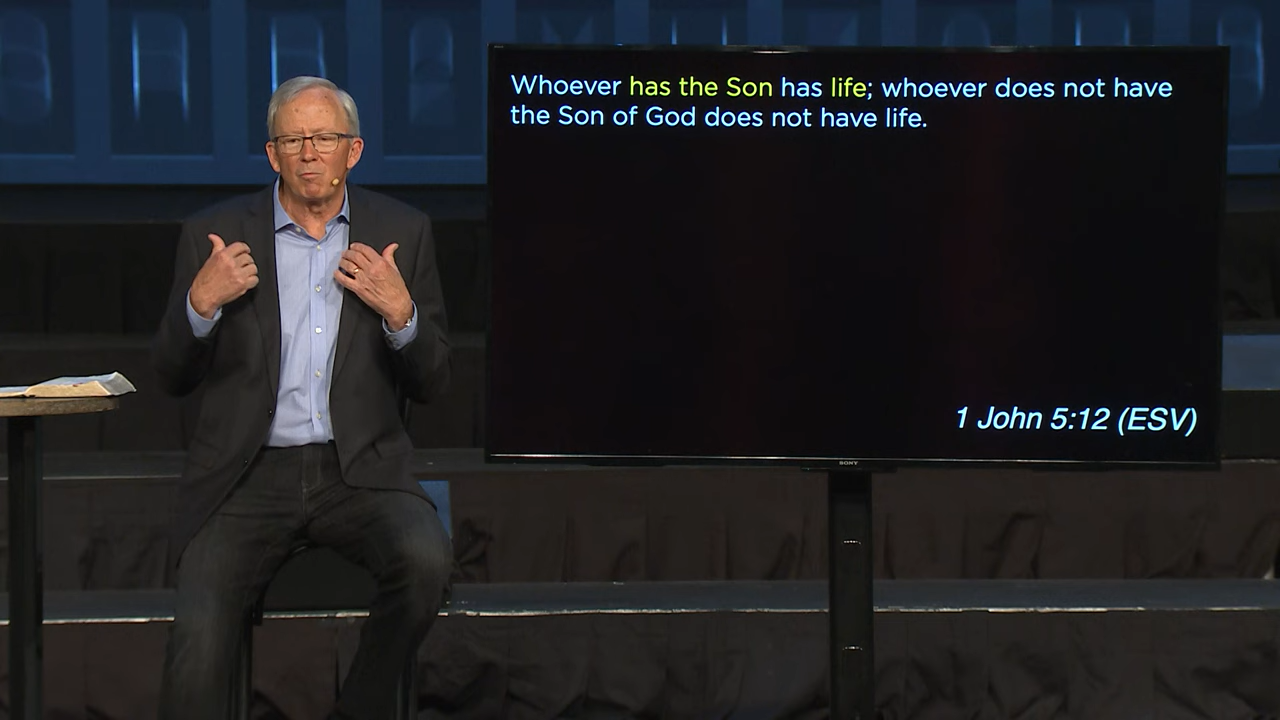 Whoever has the Son has life; whoever does not have
the Son of God does not have life.
1 John 5:12 (ESV)
SONY